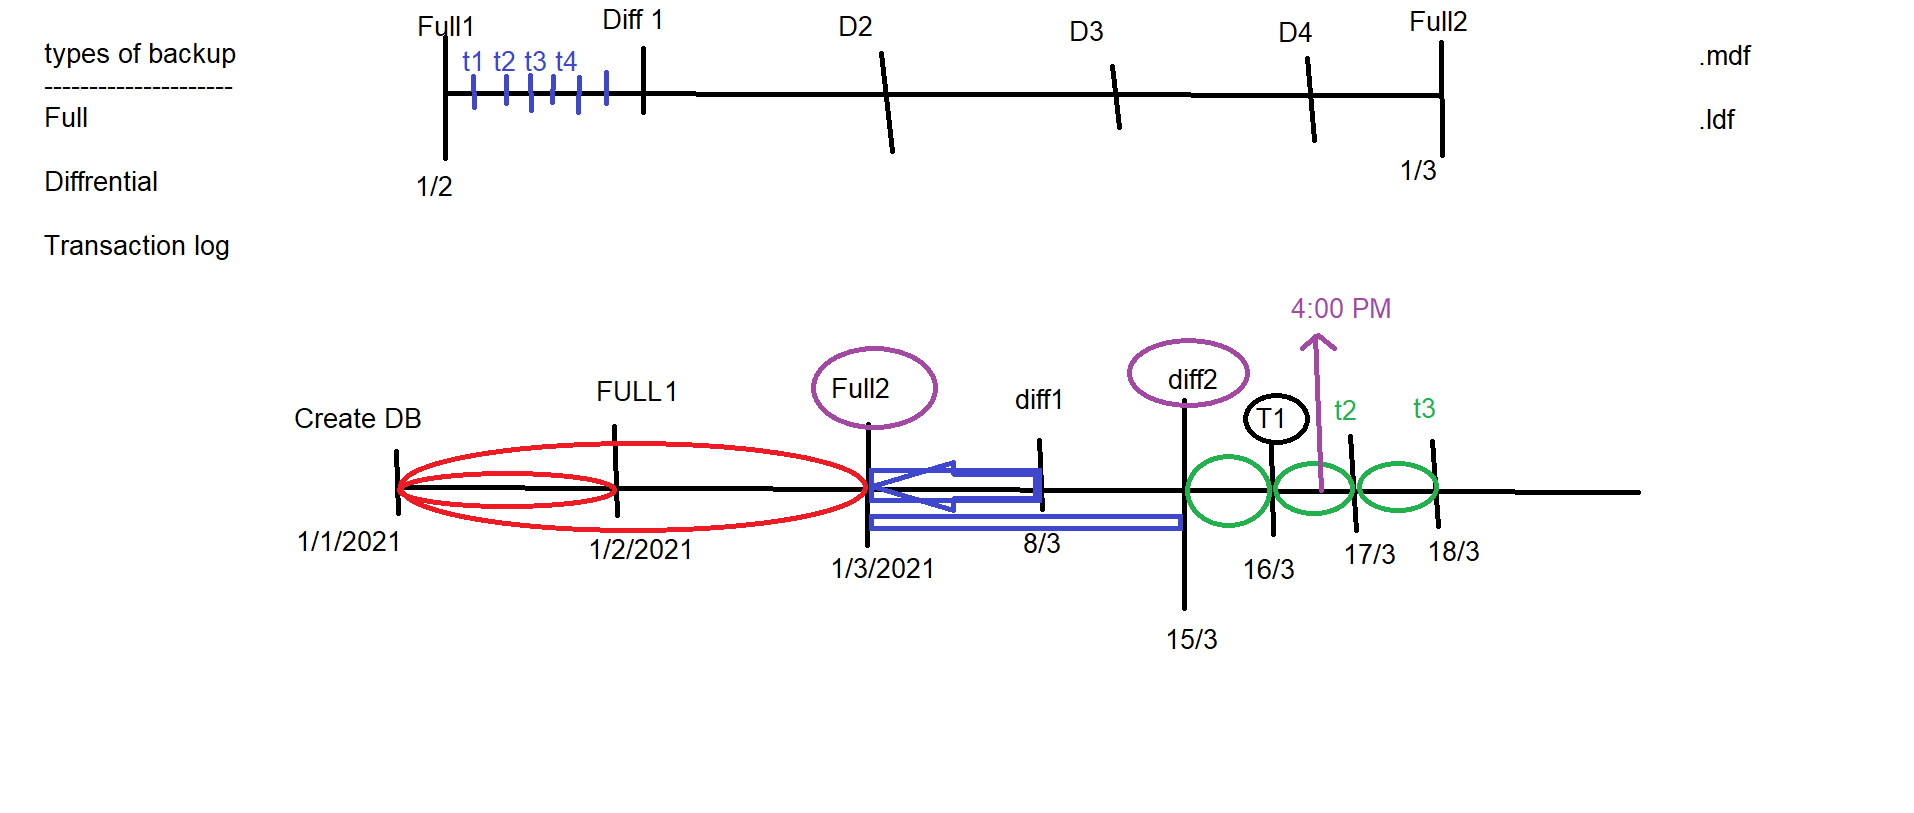 types of backup
---------------------
Full
Diffrential
Transaction log
Full1
Diff 1
D2
D3
D4
Full2
t1 t2 t3 t4
1/2
1/3
.mdf
.ldf
4:00 PM
Create DB
FULL1
Full2
diff1
diff2
T1
t2
t3
1/1/2021
1/2/2021
1/3/2021
8/3
15/3
16/3
17/3
18/3